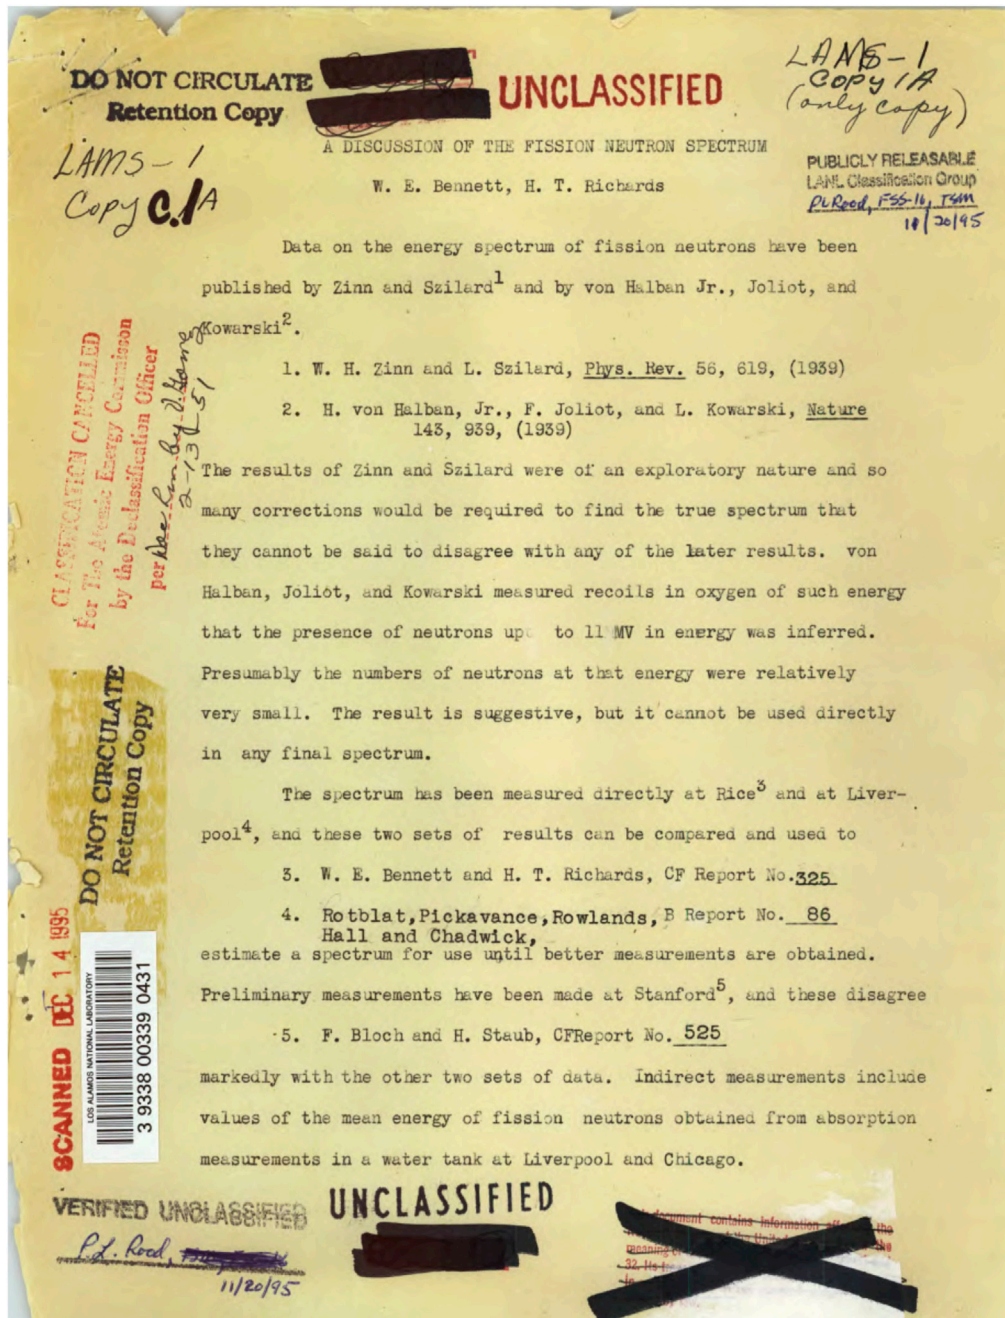 DO NOT CIRCULATE
Retention Copy
UNCLASSIFIED
LAMS-1
Copy 1A
(only copy)
LAMS-1
Copy C.1A
A DISCUSSION OF THE FISSION NEUTRON SPECTRUM
W. E. Bennett, H. T. Richards
PUBLICLY RELEASABLE
LANL Classification Group
PLRood, FSS-16, TSM
11/20/95
Data on the energy spectrum of fission neutrons have been
published by Zinn and Szilard1 and by von Halban Jr., Joliot, and
Kowarski2.
1. W. H. Zinn and L. Szilard, Phys. Rev. 56, 619, (1939)
2. H. von Halban, Jr., F. Joliot, and L. Kowarski, Nature
143, 939, (1939)
The results of Zinn and Szilard were of an exploratory nature and so
many corrections would be required to find the true spectrum that
they cannot be said to disagree with any of the later results. von
Halban, Joliot, and Kowarski measured recoils in oxygen of such energy
that the presence of neutrons up to 11 MV in energy was inferred.
Presumably the numbers of neutrons at that energy were relatively
very small. The result is suggestive, but it cannot be used directly
in any final spectrum.
The spectrum has been measured directly at Rice3 and at Liver-
pool4, and these two sets of results can be compared and used to
3. W. E. Bennett and H. T. Richards, CF Report No. 325
4. Rotblat, Pickavance, Rowlands, B Report No. 86
Hall and Chadwick,
estimate a spectrum for use until better measurements are obtained.
Preliminary measurements have been made at Stanford5, and these disagree
5. F. Bloch and H. Staub, CFReport No. 525
markedly with the other two sets of data. Indirect measurements include
values of the mean energy of fission neutrons obtained from absorption
measurements in a water tank at Liverpool and Chicago.
CLASSIFICATION CANCELLED
For The Atomic Energy Commission
by the Declassification Officer
per
2-13-51
DO NOT CIRCULATE
Retention Copy
SCANNED DEC 14 1995
LOS ALAMOS NATIONAL LABORATORY
3 9338 00339 0431
VERIFIED UNCLASSIFIED
P.L. Rood,
11/20/95
UNCLASSIFIED
document contains information
the